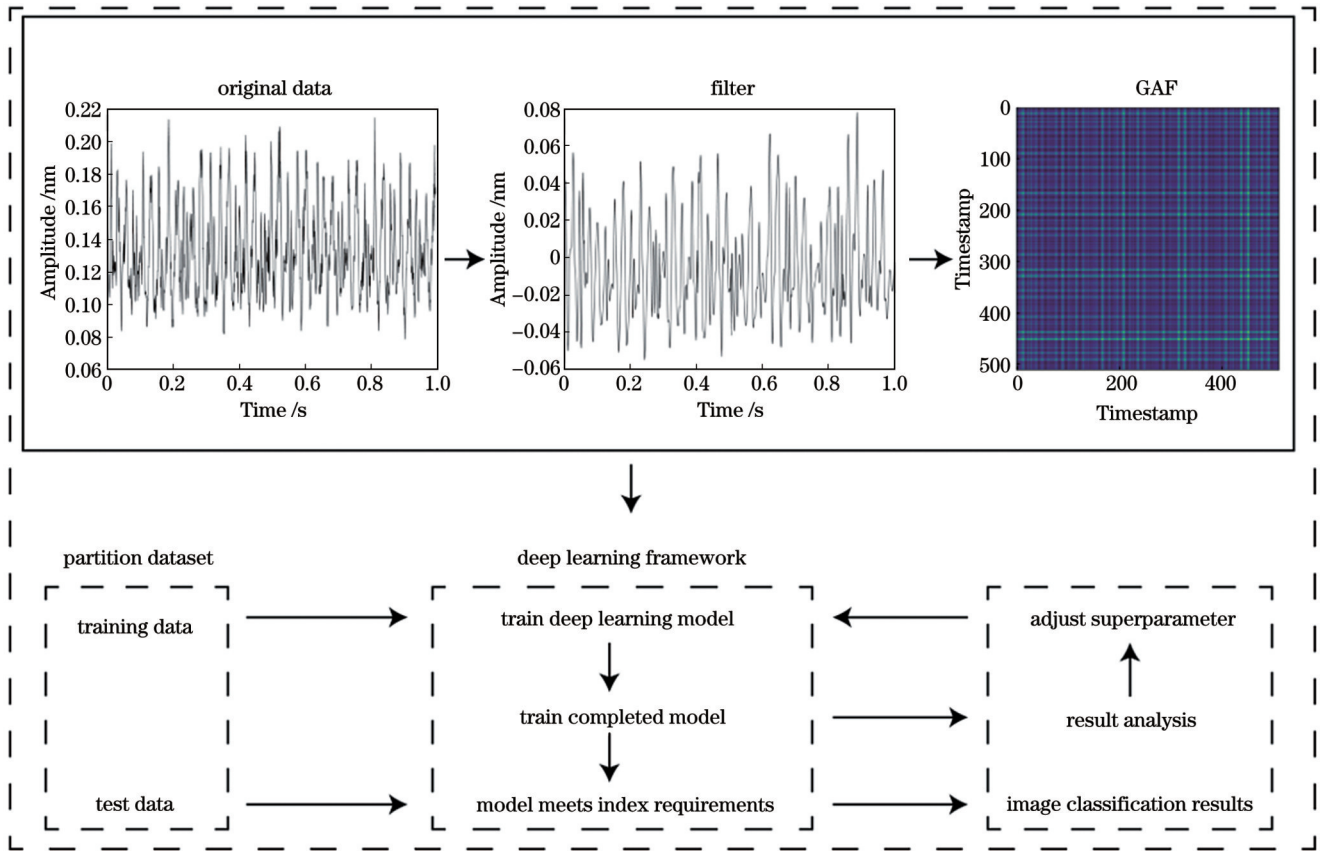 original data
filter
GAF
0.22
0.20
0.18
0.16
0.14
0.12
0.10
0.08
0.06
Amplitude /nm
0 0.2 0.4 0.6 0.8 1.0
Time /s
0.08
0.06
0.04
0.02
0
−0.02
−0.04
−0.06
Amplitude /nm
0 0.2 0.4 0.6 0.8 1.0
Time /s
0
100
200
300
400
500
Timestamp
0 200 400
Timestamp
partition dataset
training data
test data
deep learning framework
train deep learning model
train completed model
model meets index requirements
adjust superparameter
result analysis
image classification results